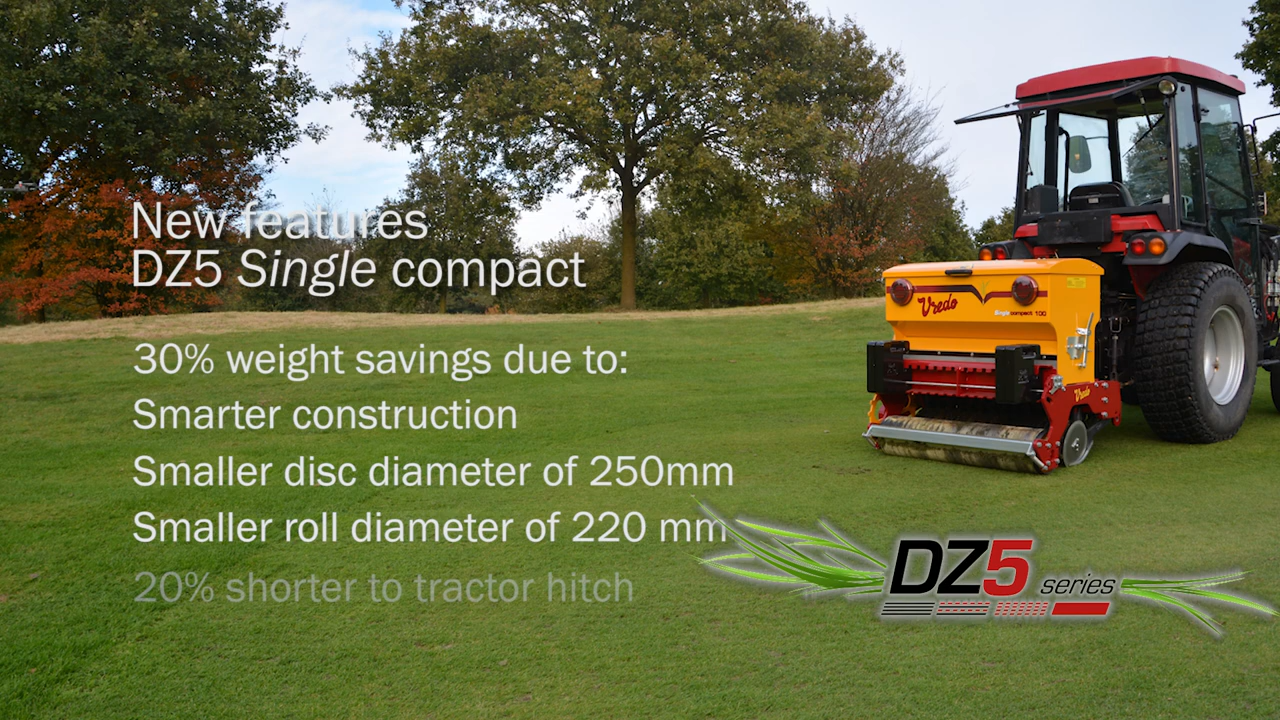 New features
DZ5 Single compact
30% weight savings due to:
Smarter construction
Smaller disc diameter of 250mm
Smaller roll diameter of 220 mm
20% shorter to tractor hitch
Vredo
Single compact 100
Vredo
DZ5 series